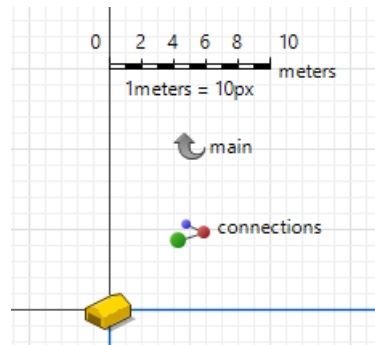 0 2 4 6 8 10
meters
1meters = 10px
main
connections